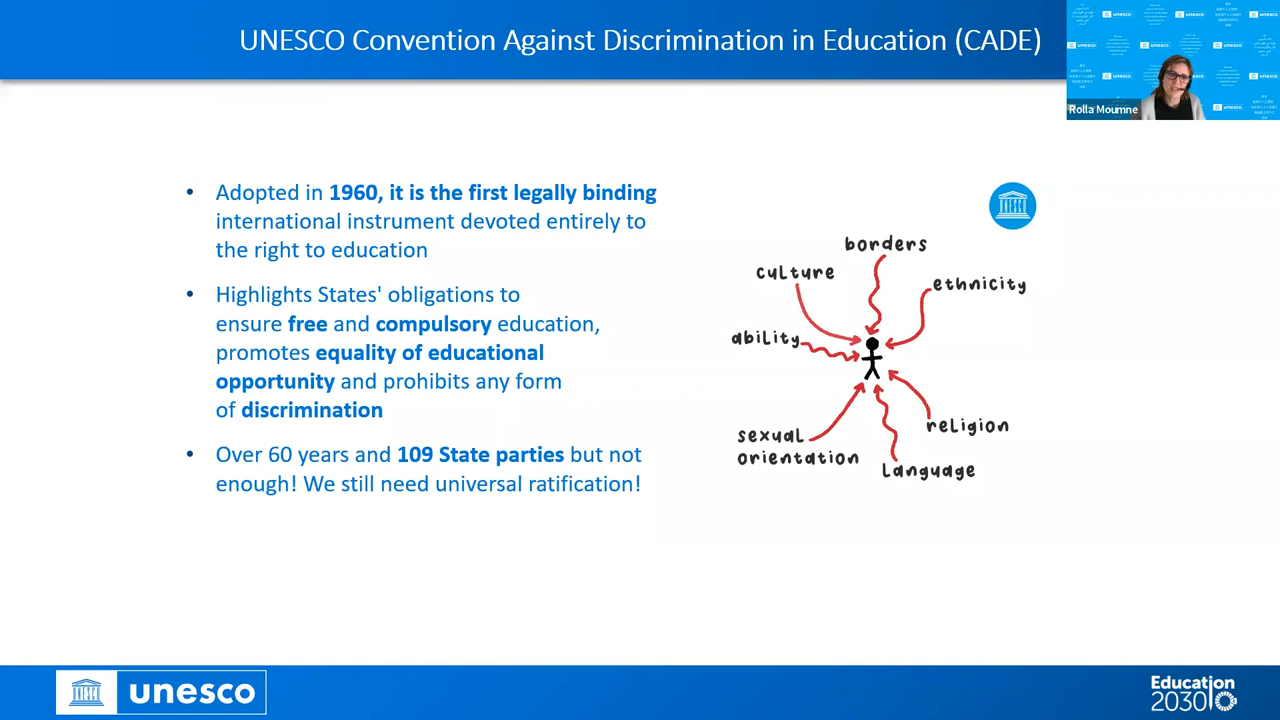 UNESCO Convention Against Discrimination in Education (CADE)
Rolla Moumne
• Adopted in 1960, it is the first legally binding
international instrument devoted entirely to
the right to education
• Highlights States' obligations to
ensure free and compulsory education,
promotes equality of educational
opportunity and prohibits any form
of discrimination
• Over 60 years and 109 State parties but not
enough! We still need universal ratification!
UNESCO
borders
culture
ethnicity
ability
religion
sexual
orientation
language
unesco
Education
2030